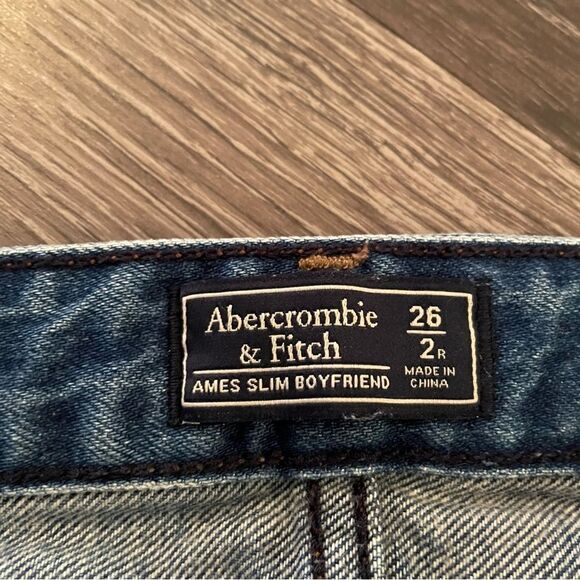 Abercrombie
& Fitch
AMES SLIM BOYFRIEND
26
2R
MADE IN
CHINA